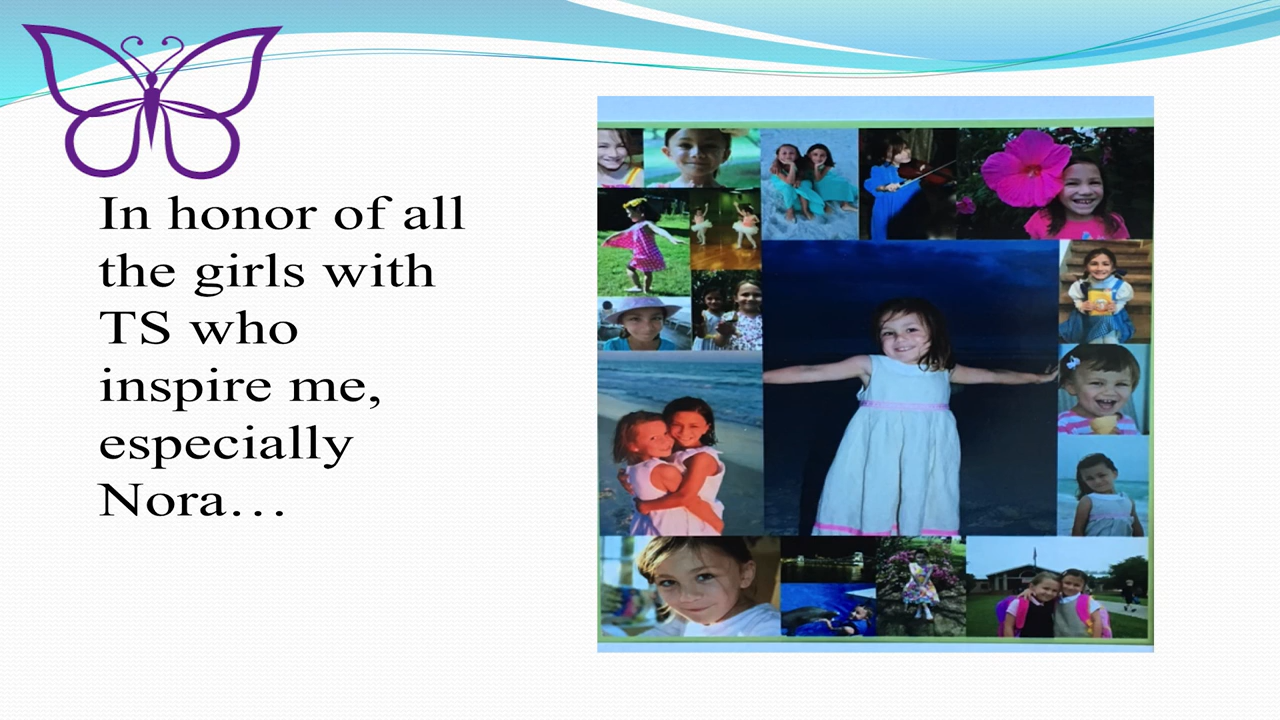 In honor of all
the girls with
TS who
inspire me,
especially
Nora…